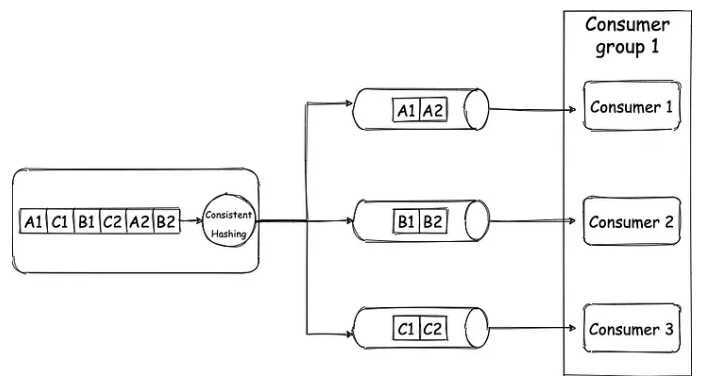 Consumer
group 1
A1 A2
Consumer 1
A1 C1 B1 C2 A2 B2
Consistent
Hashing
B1 B2
Consumer 2
C1 C2
Consumer 3